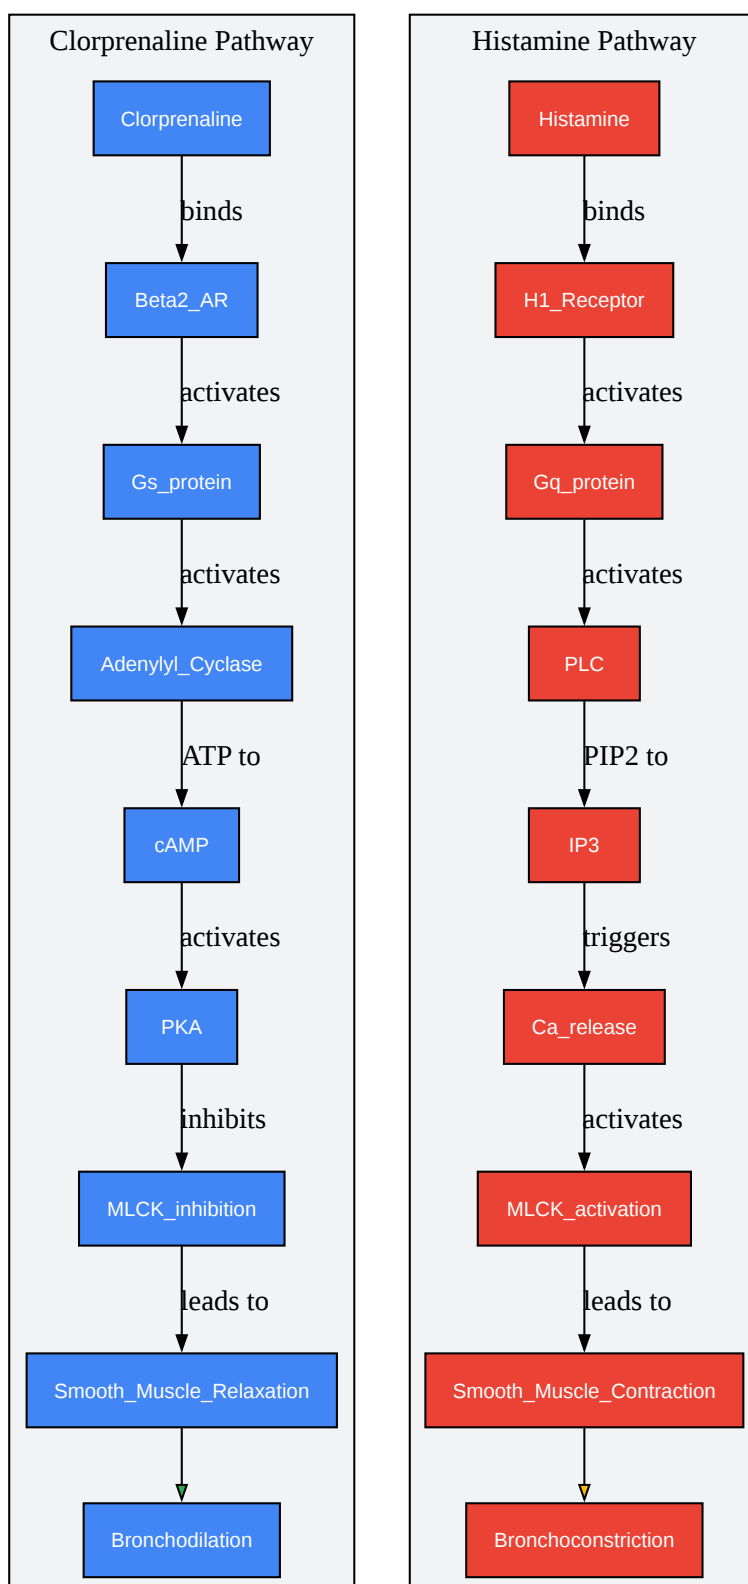 Clorprenaline Pathway
Clorprenaline
binds
Beta2_AR
activates
Gs_protein
activates
Adenylyl_Cyclase
ATP to
cAMP
activates
PKA
inhibits
MLCK_inhibition
leads to
Smooth_Muscle_Relaxation
Bronchodilation
Histamine Pathway
Histamine
binds
H1_Receptor
activates
Gq_protein
activates
PLC
PIP2 to
IP3
triggers
Ca_release
activates
MLCK_activation
leads to
Smooth_Muscle_Contraction
Bronchoconstriction